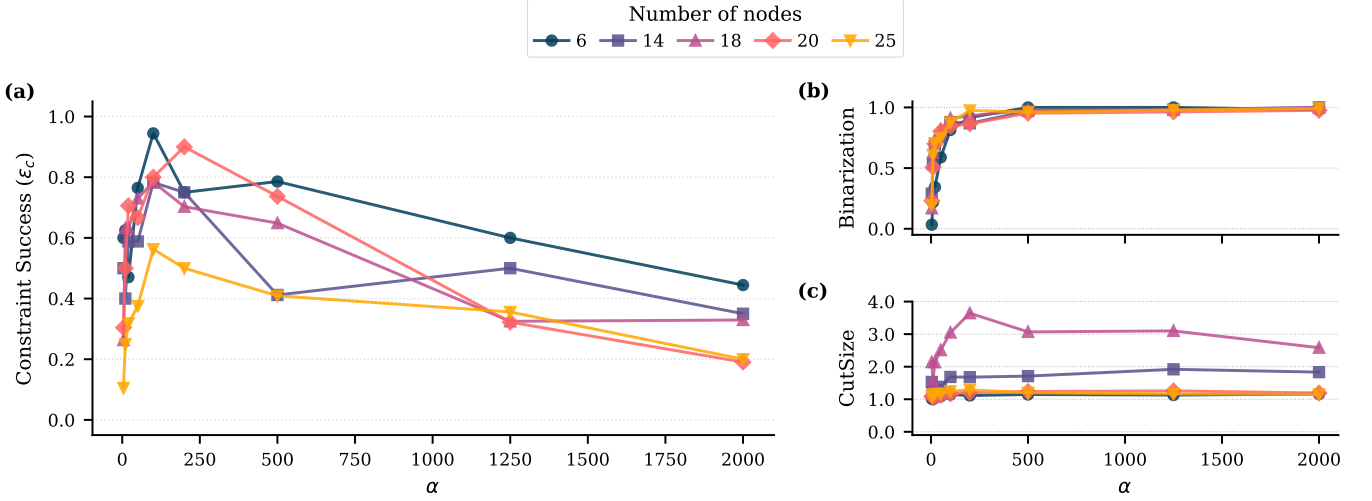 Number of nodes
6 14 18 20 25
(a)
Constraint Success (εc)
1.0
0.8
0.6
0.4
0.2
0.0
0 250 500 750 1000 1250 1500 1750 2000
α
(b)
Binarization
1.0
0.5
0.0
(c)
CutSize
4.0
3.0
2.0
1.0
0.0
0 500 1000 1500 2000
α